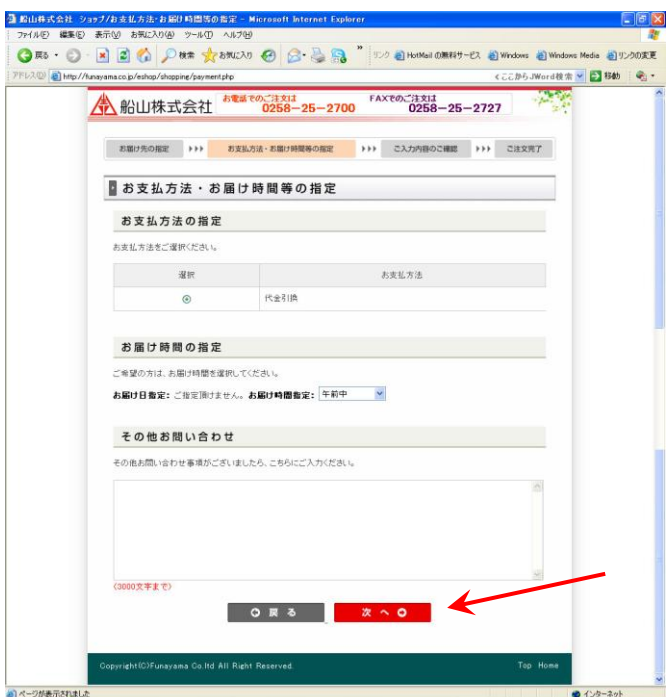 船山株式会社 ショップ/お支払方法・お届け時間等の指定 - Microsoft Internet Explorer
ファイル(F) 編集(E) 表示(V) お気に入り(A) ツール(T) ヘルプ(H)
戻る 検索 お気に入り リンク HotMail の無料サービス Windows Windows Media リンクの変更
アドレス(D) http://funayama.co.jp/eshop/shopping/payment.php <ここからJWord検索 移動
船山株式会社 お電話でのご注文は 0258-25-2700 FAXでのご注文は 0258-25-2727
お届け先の指定 お支払方法・お届け時間等の指定 ご入力内容のご確認 ご注文完了
お支払方法・お届け時間等の指定
お支払方法の指定
お支払方法をご選択ください。
選択 お支払方法
代金引換
お届け時間の指定
ご希望の方は、お届け時間を選択してください。
お届け日指定: ご指定頂けません。 お届け時間指定: 午前中
その他お問い合わせ
その他お問い合わせ事項がございましたら、こちらにご入力ください。
(3000文字まで)
戻る 次へ
Copyright(C)Funayama Co.ltd All Right Reserved. Top Home
ページが表示されました インターネット